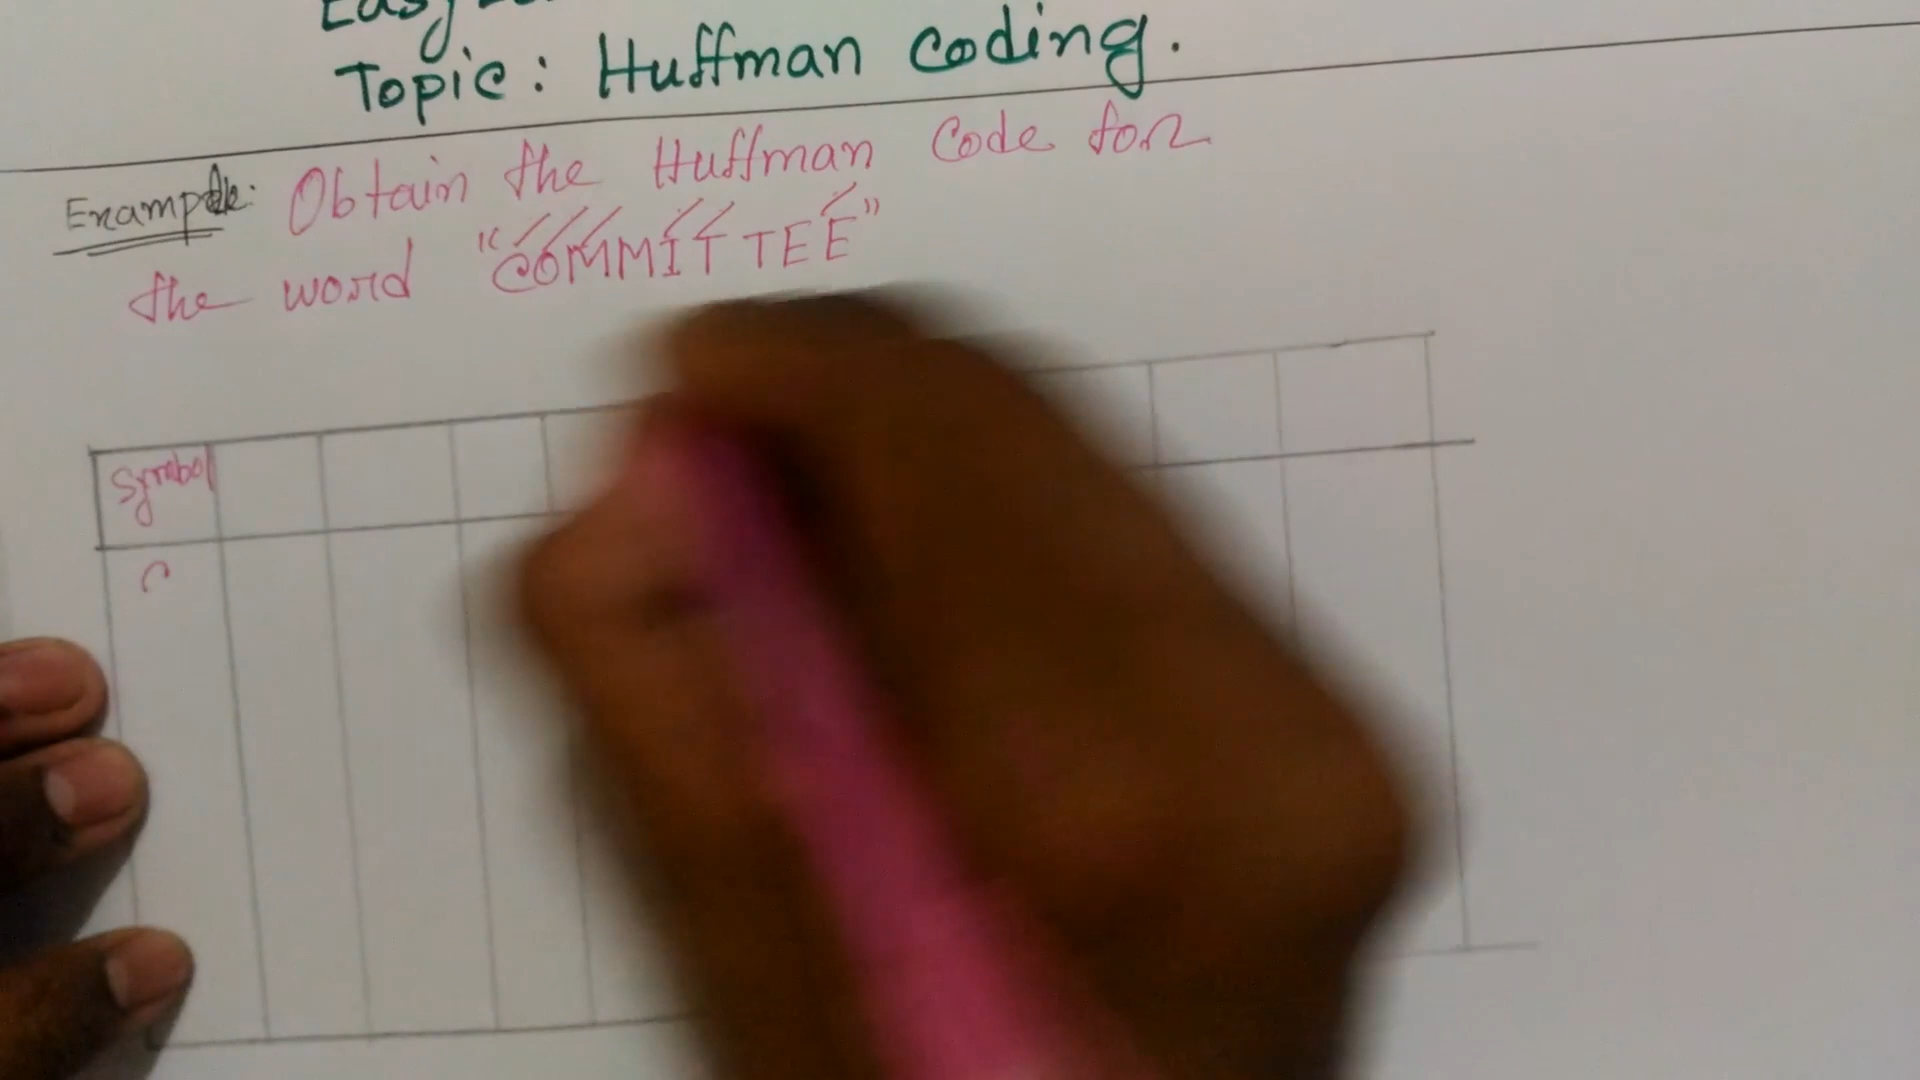 Topic: Huffman coding.
Example: Obtain the Huffman Code for
the word "COMMITTEE"
Symbol
C